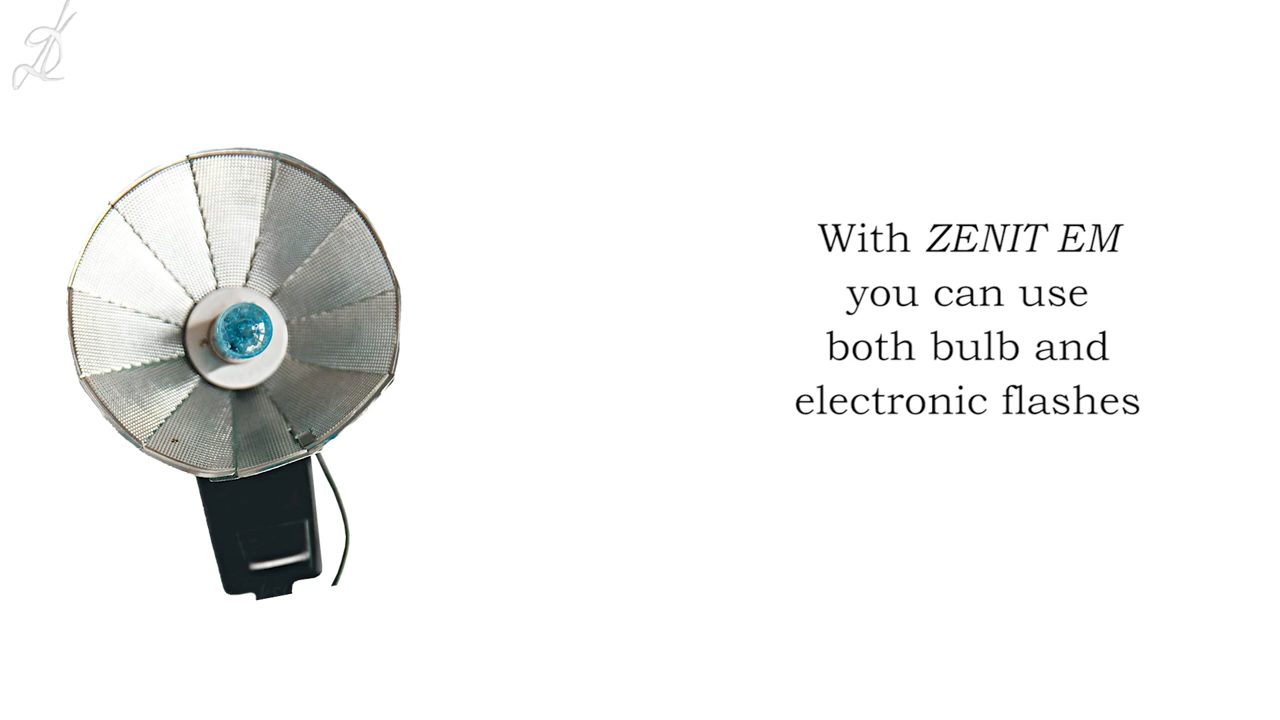 With ZENIT EM
you can use
both bulb and
electronic flashes